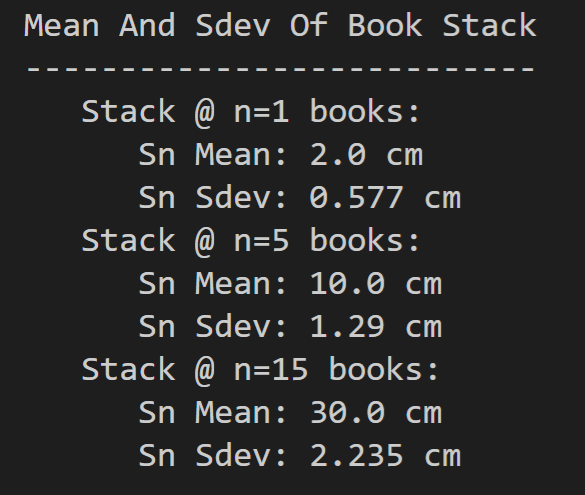 Mean And Sdev Of Book Stack
---------------------------
Stack @ n=1 books:
Sn Mean: 2.0 cm
Sn Sdev: 0.577 cm
Stack @ n=5 books:
Sn Mean: 10.0 cm
Sn Sdev: 1.29 cm
Stack @ n=15 books:
Sn Mean: 30.0 cm
Sn Sdev: 2.235 cm